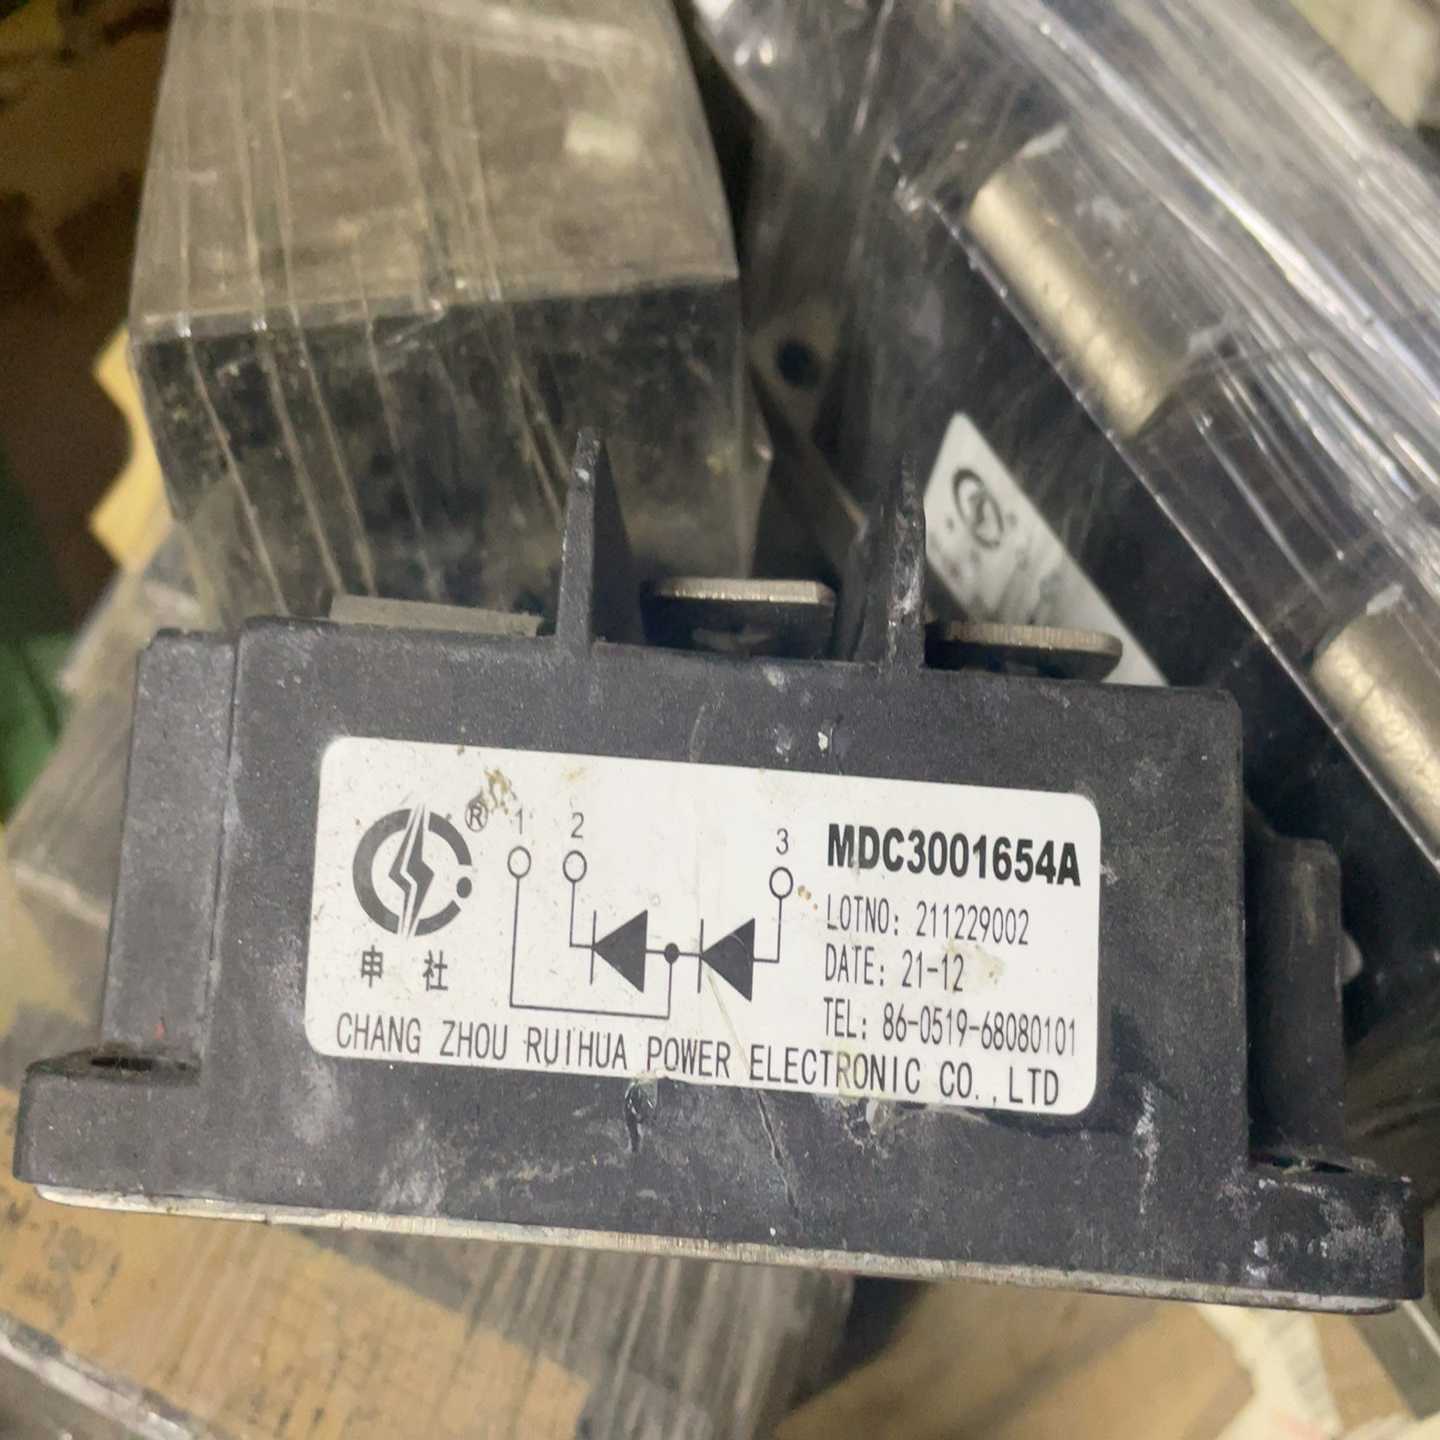 ®
1 2 3
MDC3001654A
LOTNO: 211229002
DATE: 21-12
TEL: 86-0519-68080101
申 社
CHANG ZHOU RUIHUA POWER ELECTRONIC CO.,LTD